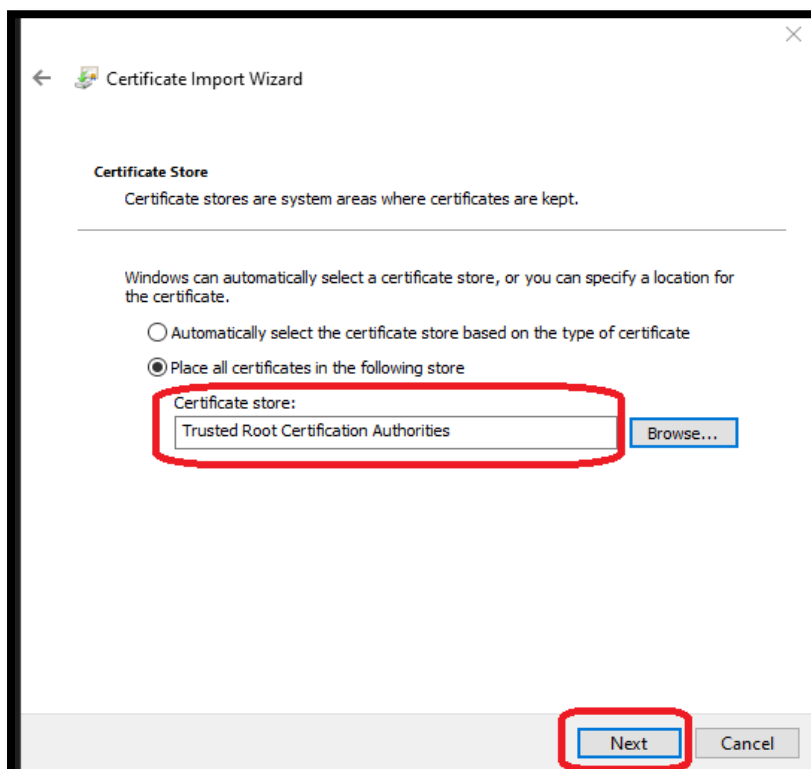 Certificate Import Wizard
Certificate Store
Certificate stores are system areas where certificates are kept.
Windows can automatically select a certificate store, or you can specify a location for
the certificate.
Automatically select the certificate store based on the type of certificate
Place all certificates in the following store
Certificate store:
Trusted Root Certification Authorities
Browse...
Next
Cancel